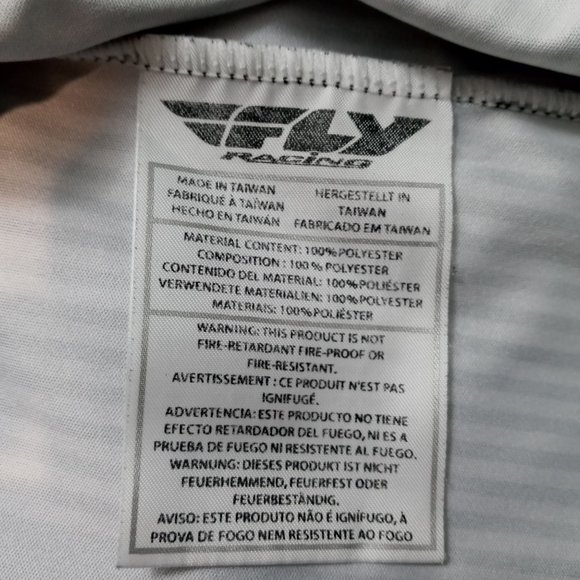 FLY
RACING
MADE IN TAIWAN
FABRIQUÉ À TAIWAN
HECHO EN TAIWÁN
HERGESTELLT IN
TAIWAN
FABRICADO EM TAIWAN
MATERIAL CONTENT: 100% POLYESTER
COMPOSITION : 100 % POLYESTER
CONTENIDO DEL MATERIAL: 100% POLIÉSTER
VERWENDETE MATERIALIEN: 100% POLYESTER
MATERIAIS: 100% POLIÉSTER
WARNING: THIS PRODUCT IS NOT
FIRE-RETARDANT FIRE-PROOF OR
FIRE-RESISTANT.
AVERTISSEMENT : CE PRODUIT N'EST PAS
IGNIFUGÉ.
ADVERTENCIA: ESTE PRODUCTO NO TIENE
EFECTO RETARDADOR DEL FUEGO, NI ES A
PRUEBA DE FUEGO NI RESISTENTE AL FUEGO.
WARNUNG: DIESES PRODUKT IST NICHT
FEUERHEMMEND, FEUERFEST ODER
FEUERBESTÄNDIG.
AVISO: ESTE PRODUTO NÃO É IGNÍFUGO, À
PROVA DE FOGO NEM RESISTENTE AO FOGO